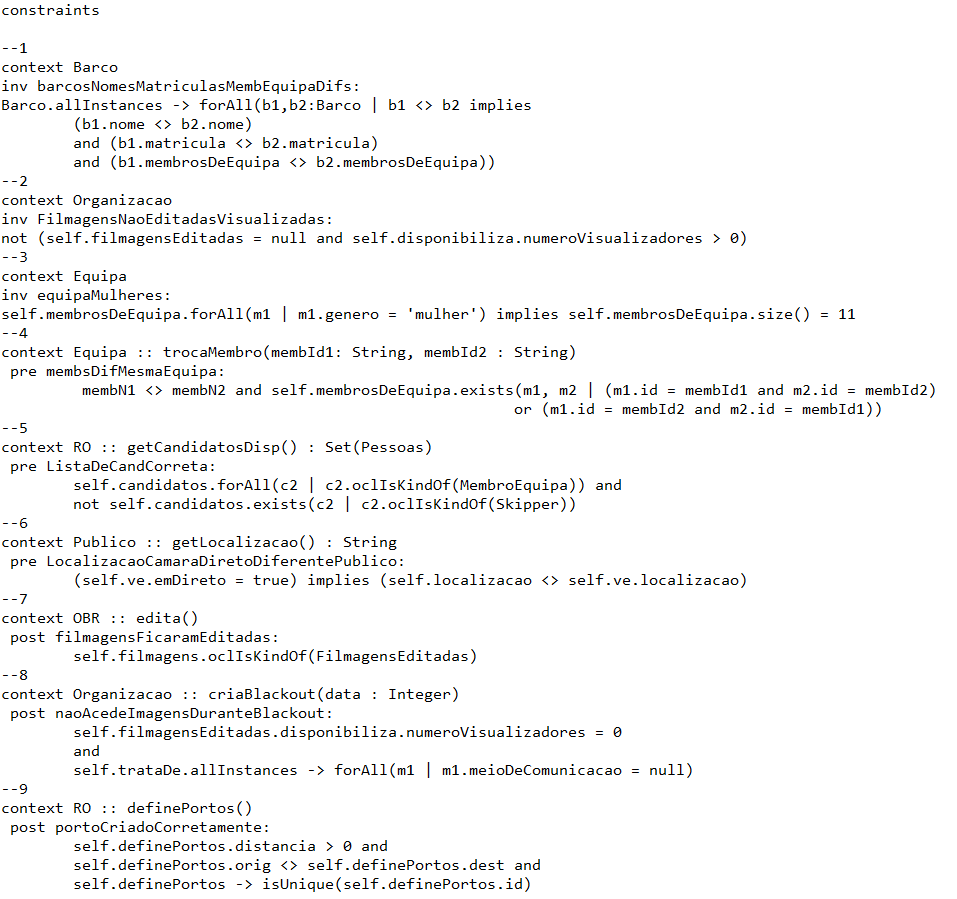 constraints
--1
context Barco
inv barcosNomesMatriculasMembEquipaDifs:
Barco.allInstances -> forAll(b1,b2:Barco | b1 <> b2 implies
(b1.nome <> b2.nome)
and (b1.matricula <> b2.matricula)
and (b1.membrosDeEquipa <> b2.membrosDeEquipa))
--2
context Organizacao
inv FilmagensNaoEditadasVisualizadas:
not (self.filmagensEditadas = null and self.disponibiliza.numeroVisualizadores > 0)
--3
context Equipa
inv equipaMulheres:
self.membrosDeEquipa.forAll(m1 | m1.genero = 'mulher') implies self.membrosDeEquipa.size() = 11
--4
context Equipa :: trocaMembro(membId1: String, membId2 : String)
pre membsDifMesmaEquipa:
membN1 <> membN2 and self.membrosDeEquipa.exists(m1, m2 | (m1.id = membId1 and m2.id = membId2)
or (m1.id = membId2 and m2.id = membId1))
--5
context RO :: getCandidatosDisp() : Set(Pessoas)
pre ListaDeCandCorreta:
self.candidatos.forAll(c2 | c2.oclIsKindOf(MembroEquipa)) and
not self.candidatos.exists(c2 | c2.oclIsKindOf(Skipper))
--6
context Publico :: getLocalizacao() : String
pre LocalizacaoCamaraDiretoDiferentePublico:
(self.ve.emDireto = true) implies (self.localizacao <> self.ve.localizacao)
--7
context OBR :: edita()
post filmagensFicaramEditadas:
self.filmagens.oclIsKindOf(FilmagensEditadas)
--8
context Organizacao :: criaBlackout(data : Integer)
post naoAcedeImagensDuranteBlackout:
self.filmagensEditadas.disponibiliza.numeroVisualizadores = 0
and
self.trataDe.allInstances -> forAll(m1 | m1.meioDeComunicacao = null)
--9
context RO :: definePortos()
post portoCriadoCorretamente:
self.definePortos.distancia > 0 and
self.definePortos.orig <> self.definePortos.dest and
self.definePortos -> isUnique(self.definePortos.id)